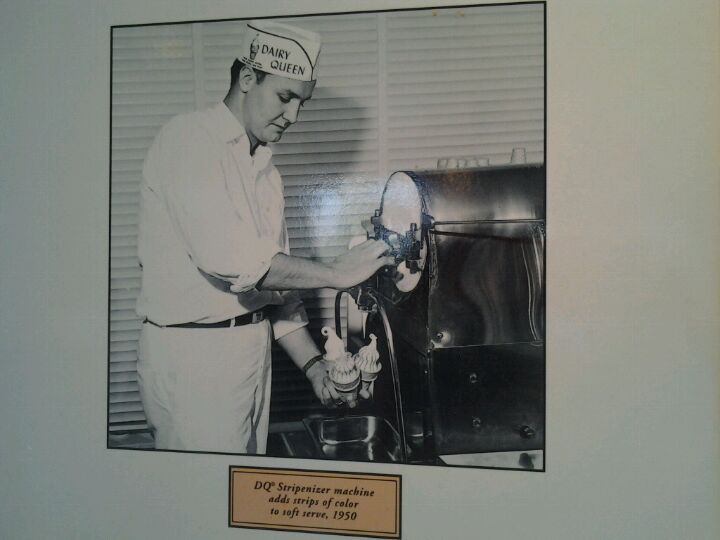 DAIRY
QUEEN
DQ® Stripenizer machine
adds strips of color
to soft serve, 1950